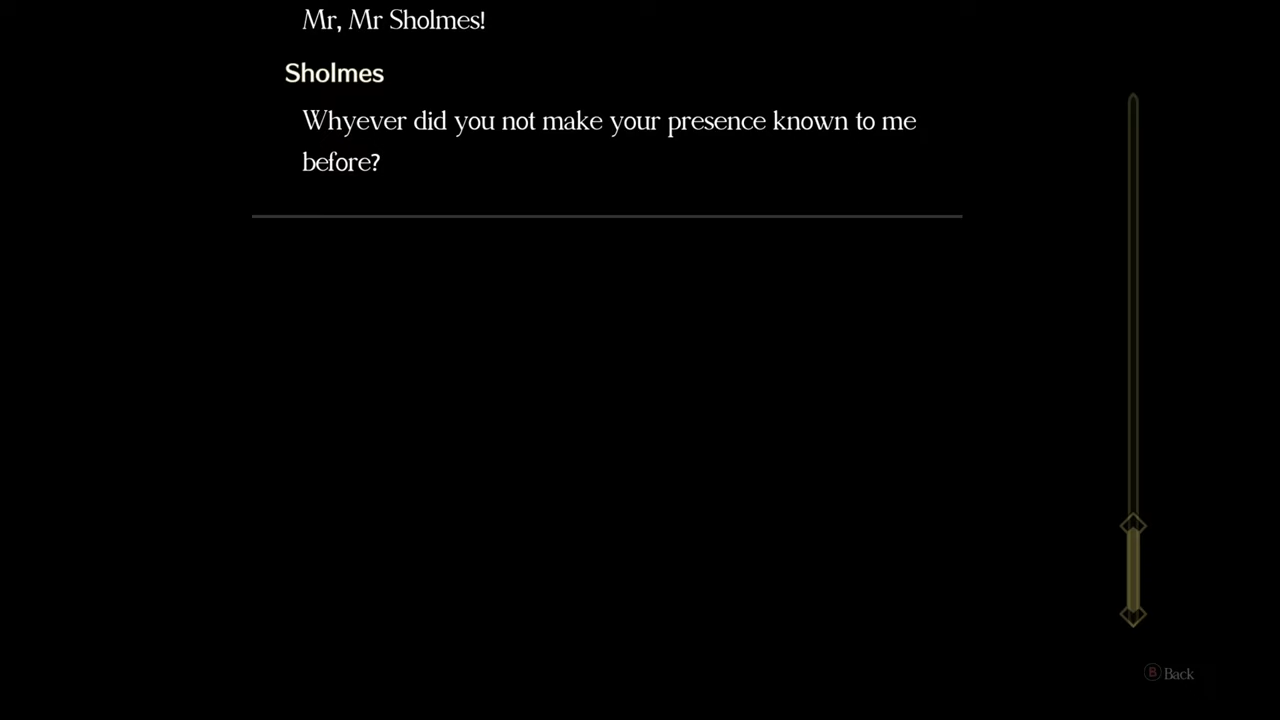 Mr, Mr Sholmes!
Sholmes
Whyever did you not make your presence known to me
before?
B Back